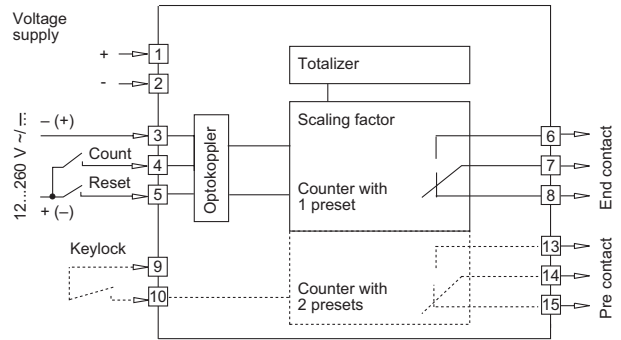 Voltage
supply
+
1
-
2
12...260 V ~/⎓
– (+)
3
Count
4
Reset
5
+ (–)
Optokoppler
Totalizer
Scaling factor
Counter with
1 preset
6
7
8
End contact
Keylock
9
10
Counter with
2 presets
13
14
15
Pre contact